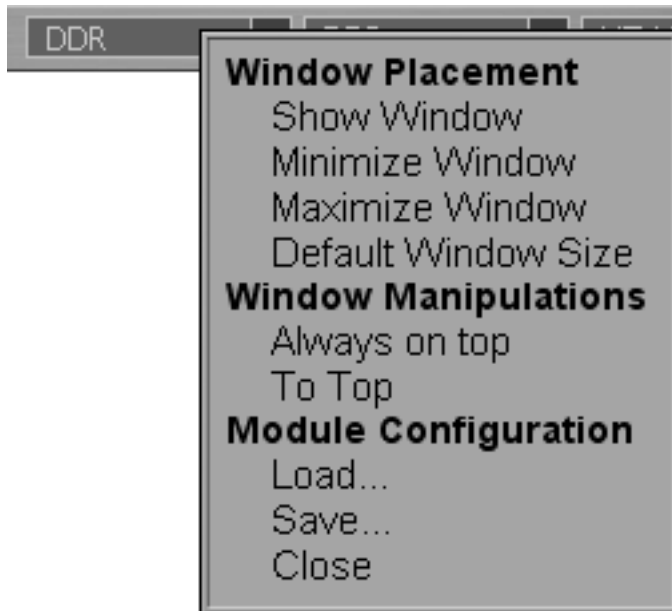 DDR
Window Placement
Show Window
Minimize Window
Maximize Window
Default Window Size
Window Manipulations
Always on top
To Top
Module Configuration
Load...
Save...
Close